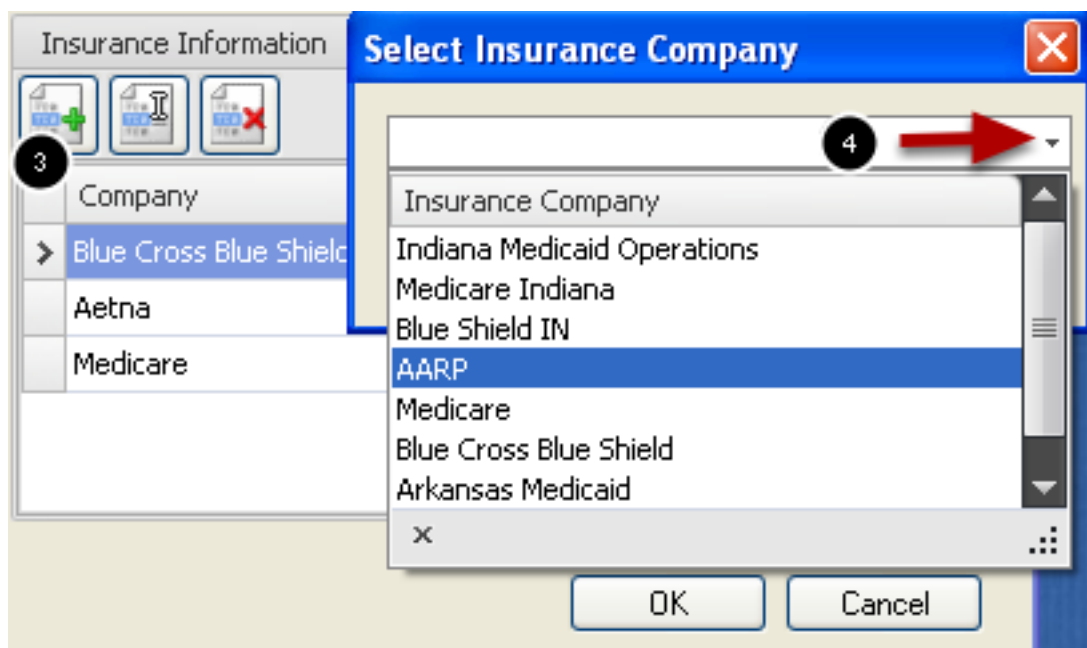 Insurance Information
Select Insurance Company
3
4
Company
Blue Cross Blue Shield
Aetna
Medicare
Insurance Company
Indiana Medicaid Operations
Medicare Indiana
Blue Shield IN
AARP
Medicare
Blue Cross Blue Shield
Arkansas Medicaid
OK
Cancel